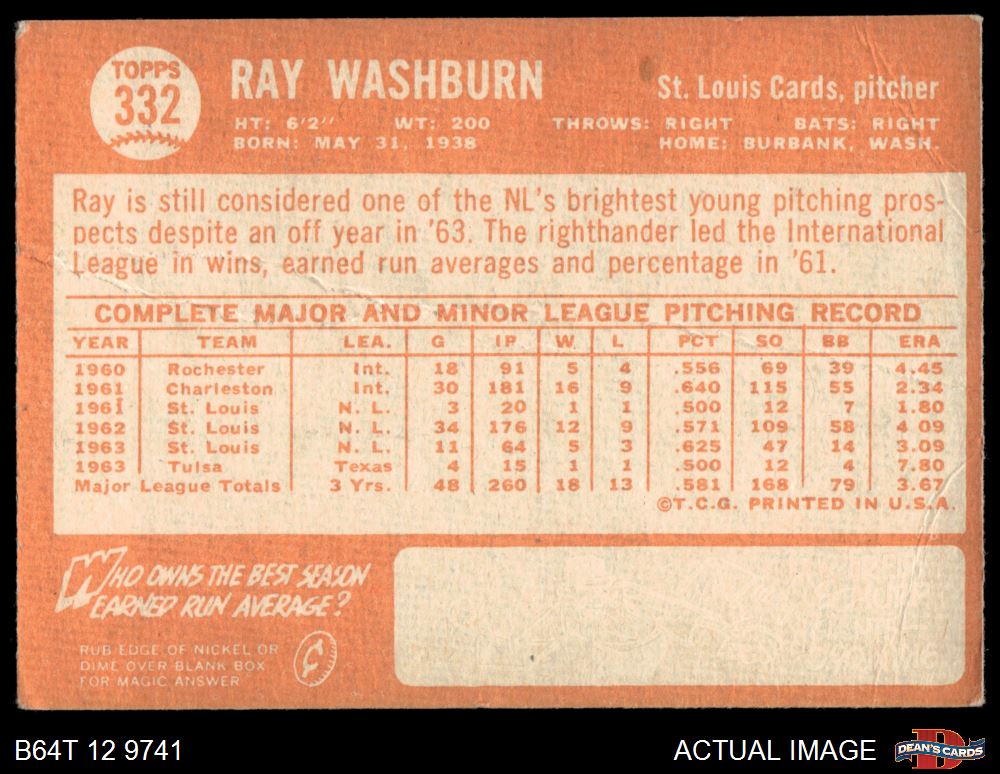 TOPPS
332
RAY WASHBURN
St. Louis Cards, pitcher
HT: 6'2" WT: 200 THROWS: RIGHT BATS: RIGHT
BORN: MAY 31, 1938 HOME: BURBANK, WASH.
Ray is still considered one of the NL's brightest young pitching pros-
pects despite an off year in '63. The righthander led the International
League in wins, earned run averages and percentage in '61.
COMPLETE MAJOR AND MINOR LEAGUE PITCHING RECORD
YEAR TEAM LEA. G IP W L PCT SO BB ERA
1960 Rochester Int. 18 91 5 4 .556 69 39 4.45
1961 Charleston Int. 30 181 16 9 .640 115 55 2.34
1961 St. Louis N. L. 3 20 1 1 .500 12 7 1.80
1962 St. Louis N. L. 34 176 12 9 .571 109 58 4 09
1963 St. Louis N. L. 11 64 5 3 .625 47 14 3.09
1963 Tulsa Texas 4 15 1 1 .500 12 4 7.80
Major League Totals 3 Yrs. 48 260 18 13 .581 168 79 3.67
©T.C.G. PRINTED IN U.S.A.
WHO OWNS THE BEST SEASON
EARNED RUN AVERAGE?
RUB EDGE OF NICKEL OR
DIME OVER BLANK BOX
FOR MAGIC ANSWER
¢
B64T 12 9741
ACTUAL IMAGE
D
DEAN'S CARDS